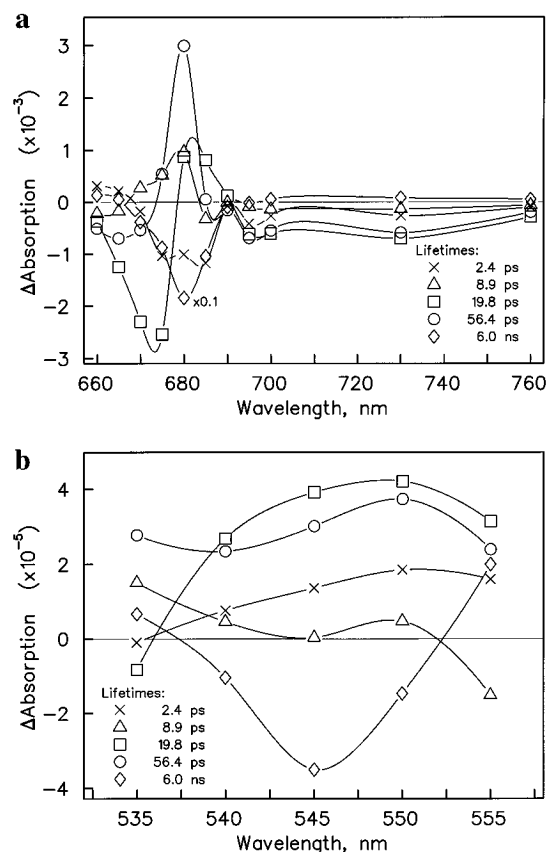 a
ΔAbsorption (×10⁻³)
3
2
1
0
−1
−2
−3
x0.1
Lifetimes:
2.4 ps
8.9 ps
19.8 ps
56.4 ps
6.0 ns
660 680 700 720 740 760
Wavelength, nm
b
ΔAbsorption (×10⁻⁵)
4
2
0
−2
−4
Lifetimes:
2.4 ps
8.9 ps
19.8 ps
56.4 ps
6.0 ns
535 540 545 550 555
Wavelength, nm